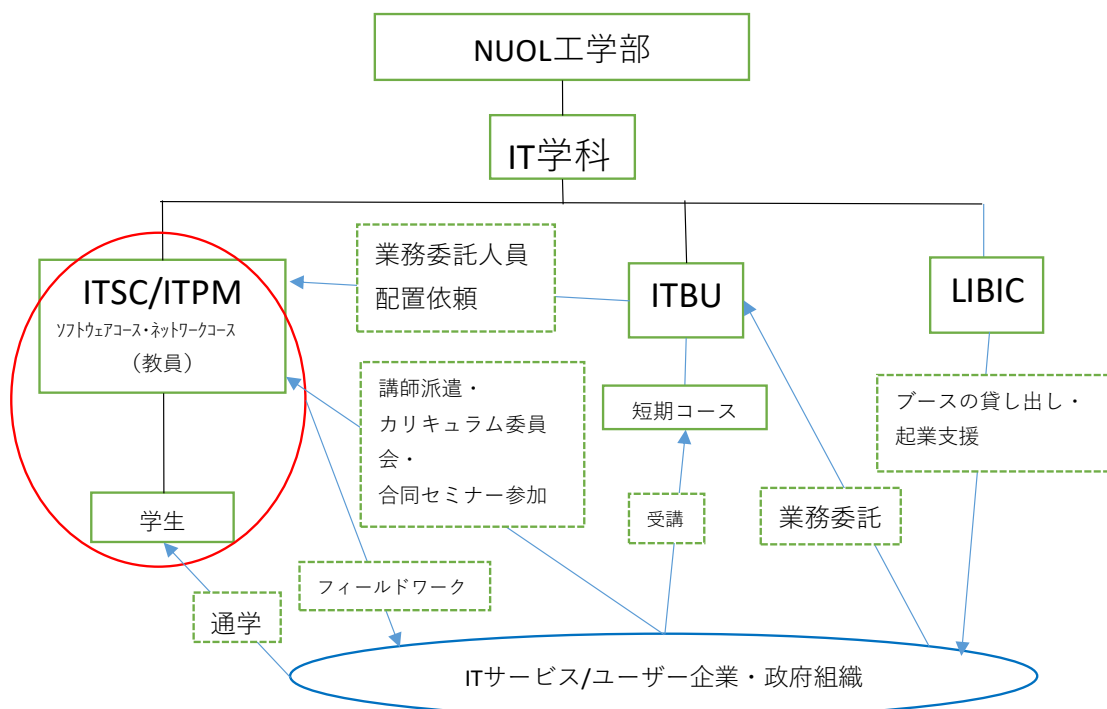 NUOL工学部
IT学科
ITSC/ITPM
ｿﾌﾄｳｪｱｺｰｽ・ﾈｯﾄﾜｰｸｺｰｽ
（教員）
業務委託人員
配置依頼
ITBU
LIBIC
講師派遣・
カリキュラム委員
会・
合同セミナー参加
短期コース
ブースの貸し出し・
起業支援
学生
受講
業務委託
フィールドワーク
通学
ITサービス/ユーザー企業・政府組織